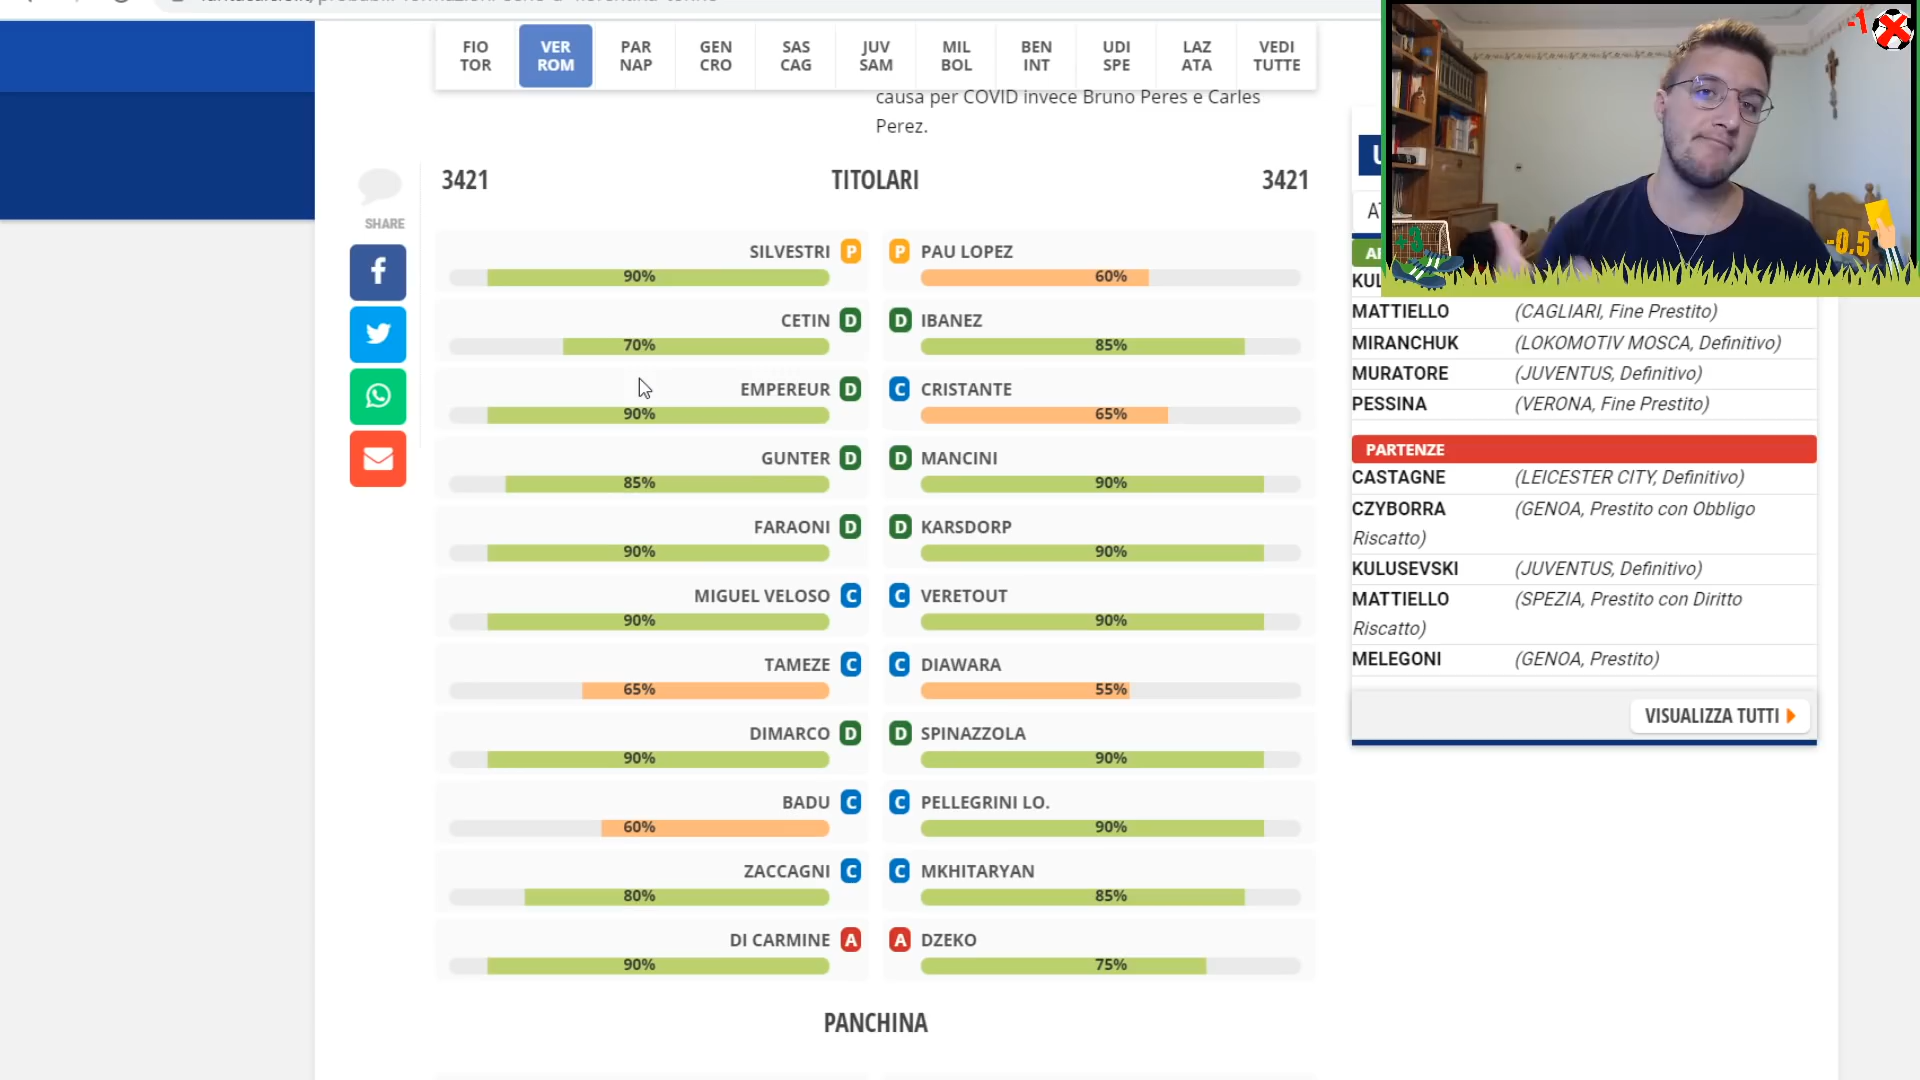 FIO TOR
VER ROM
PAR NAP
GEN CRO
SAS CAG
JUV SAM
MIL BOL
BEN INT
UDI SPE
LAZ ATA
VEDI TUTTE
causa per COVID invece Bruno Peres e Carles
Perez.
SHARE
3421 TITOLARI 3421
SILVESTRI P P PAU LOPEZ
90% 60%
CETIN D D IBANEZ
70% 85%
EMPEREUR D C CRISTANTE
90% 65%
GUNTER D D MANCINI
85% 90%
FARAONI D D KARSDORP
90% 90%
MIGUEL VELOSO C C VERETOUT
90% 90%
TAMEZE C C DIAWARA
65% 55%
DIMARCO D D SPINAZZOLA
90% 90%
BADU C C PELLEGRINI LO.
60% 90%
ZACCAGNI C C MKHITARYAN
80% 85%
DI CARMINE A A DZEKO
90% 75%
PANCHINA
-1
+3
-0,5
MATTIELLO (CAGLIARI, Fine Prestito)
MIRANCHUK (LOKOMOTIV MOSCA, Definitivo)
MURATORE (JUVENTUS, Definitivo)
PESSINA (VERONA, Fine Prestito)
PARTENZE
CASTAGNE (LEICESTER CITY, Definitivo)
CZYBORRA (GENOA, Prestito con Obbligo
Riscatto)
KULUSEVSKI (JUVENTUS, Definitivo)
MATTIELLO (SPEZIA, Prestito con Diritto
Riscatto)
MELEGONI (GENOA, Prestito)
VISUALIZZA TUTTI